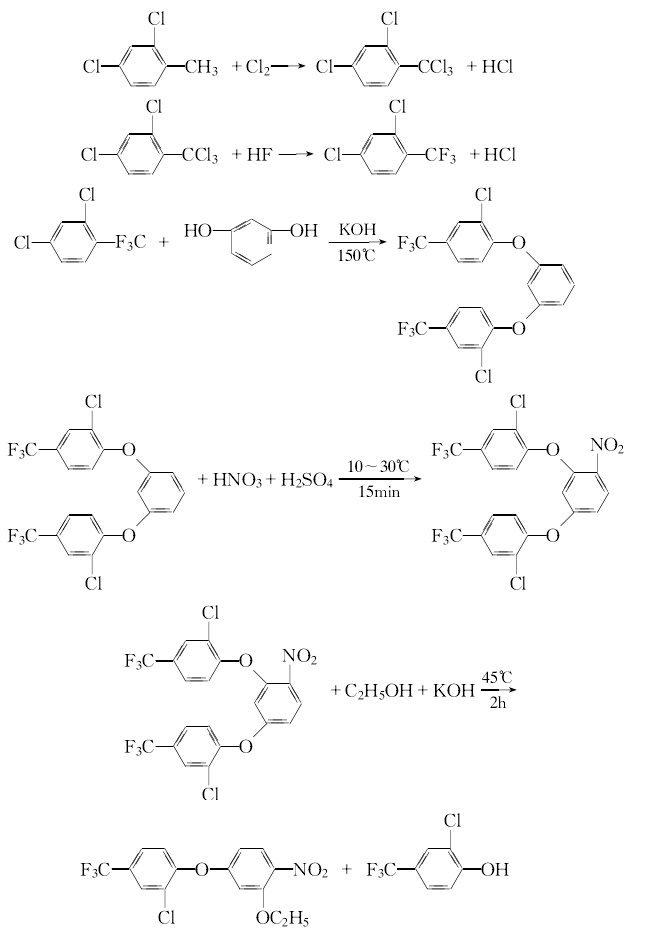 Cl Cl
Cl CH3 + Cl2 Cl CCl3 + HCl
Cl Cl
Cl CCl3 + HF Cl CF3 + HCl
Cl Cl
Cl F3C + HO OH KOH 150℃ F3C O
F3C O
Cl
Cl Cl
F3C O F3C O NO2
+ HNO3 + H2SO4 10~30℃ 15min
F3C O F3C O
Cl Cl
Cl
F3C O NO2
+ C2H5OH + KOH 45℃ 2h
F3C O
Cl
Cl
F3C O NO2 + F3C OH
Cl OC2H5